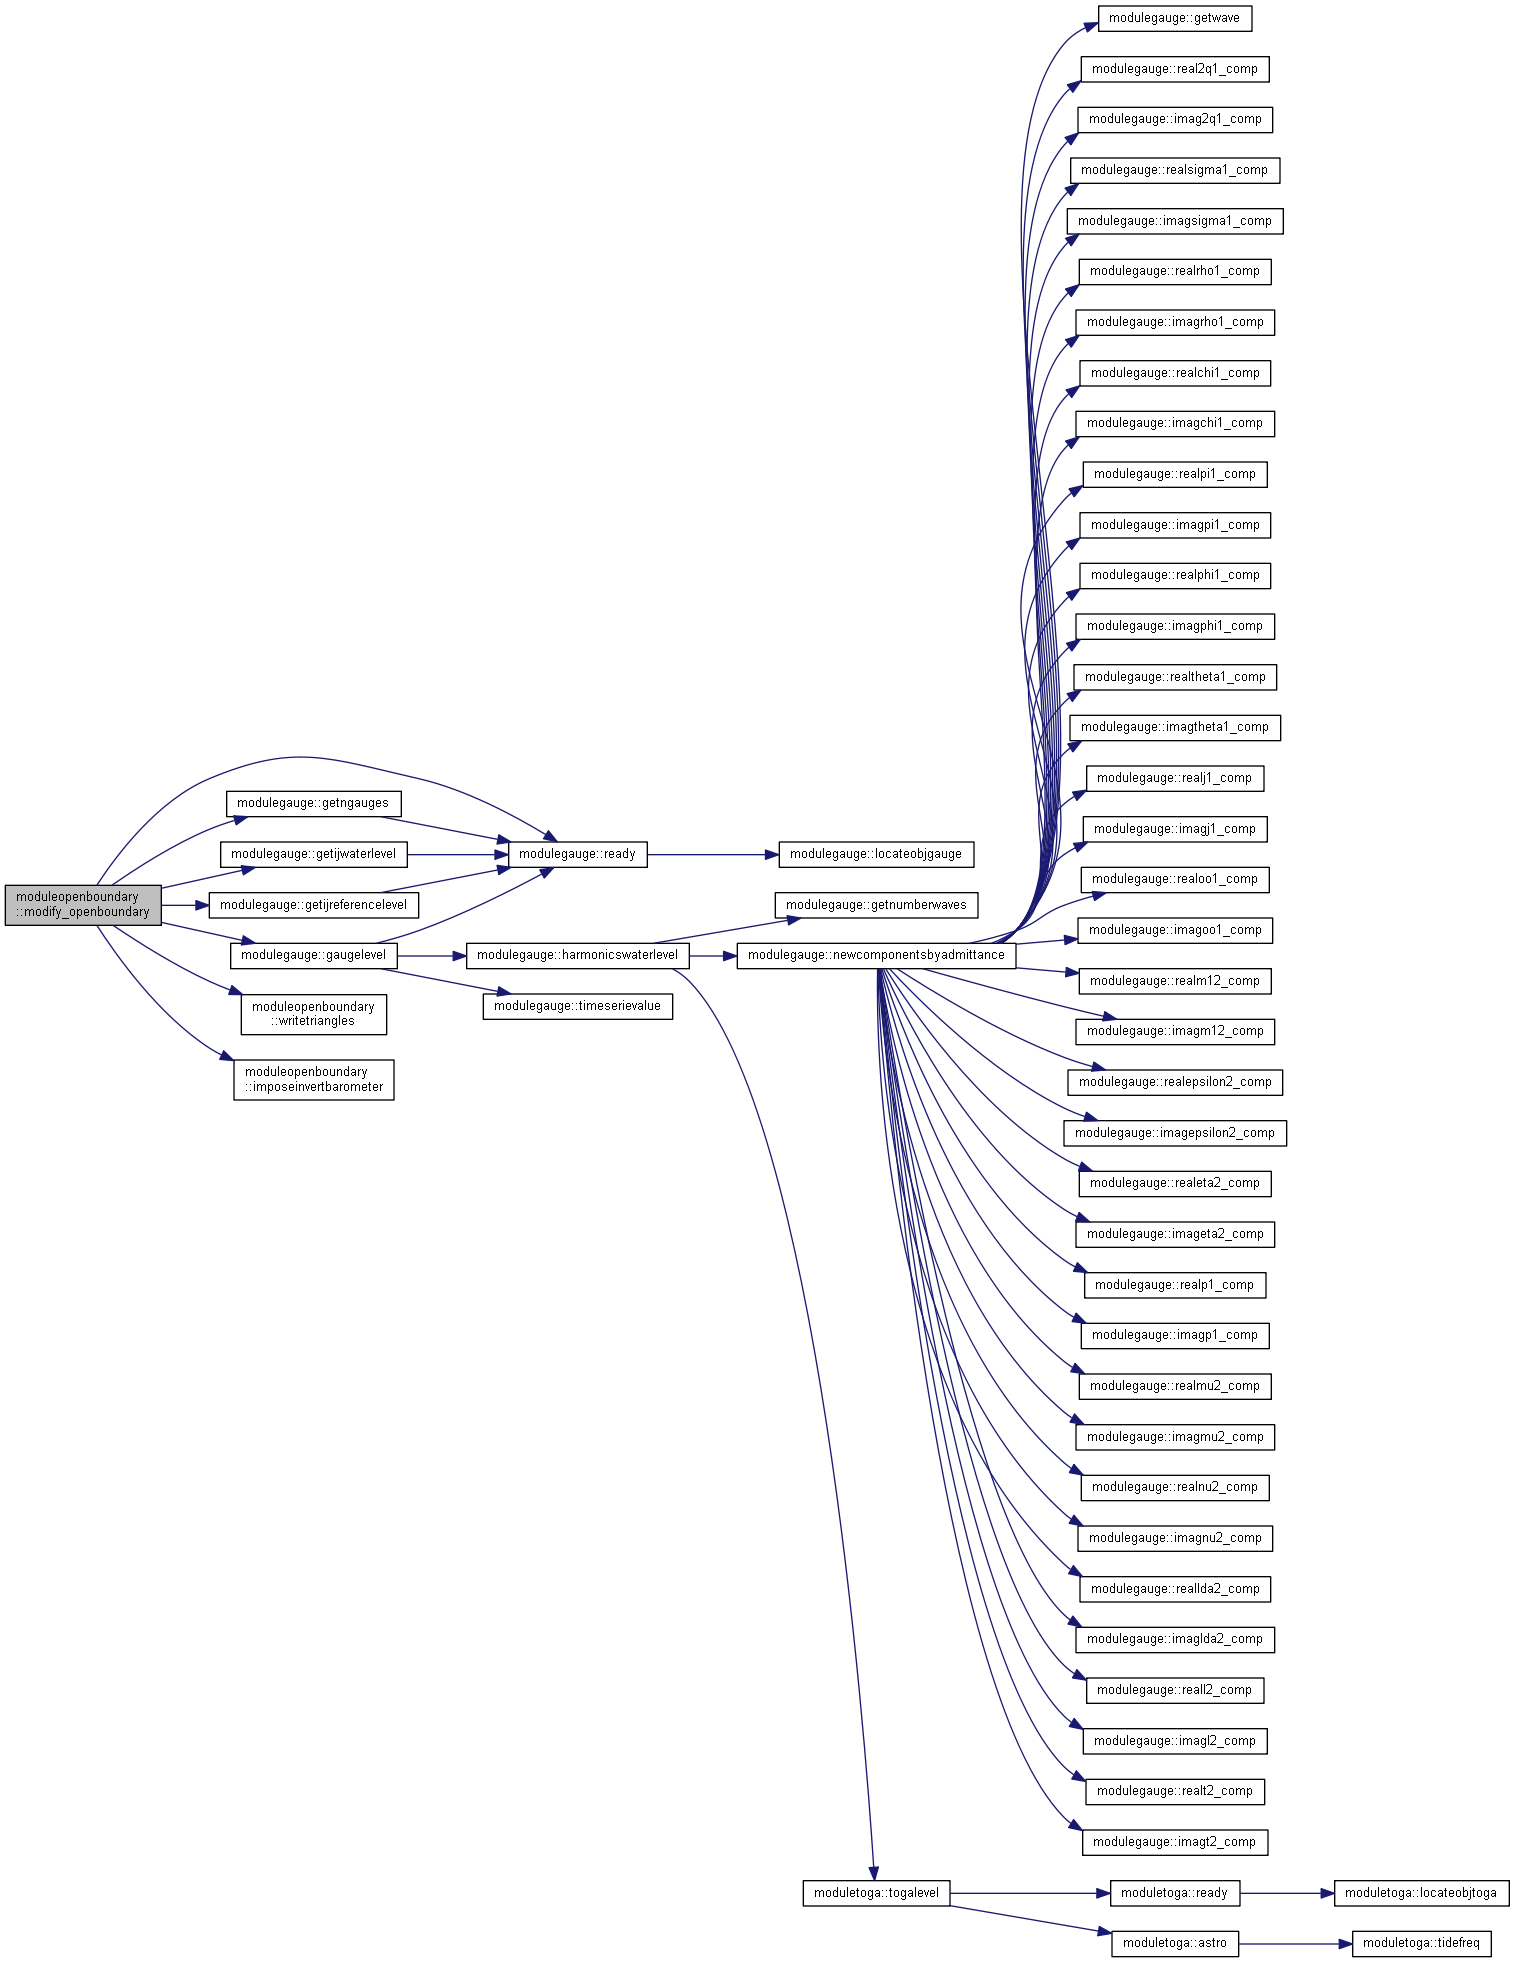 modulegauge::getwave
modulegauge::real2q1_comp
modulegauge::imag2q1_comp
modulegauge::realsigma1_comp
modulegauge::imagsigma1_comp
modulegauge::realrho1_comp
modulegauge::imagrho1_comp
modulegauge::realchi1_comp
modulegauge::imagchi1_comp
modulegauge::realpi1_comp
modulegauge::imagpi1_comp
modulegauge::realphi1_comp
modulegauge::imagphi1_comp
modulegauge::realtheta1_comp
modulegauge::imagtheta1_comp
modulegauge::realj1_comp
modulegauge::getngauges
modulegauge::imagj1_comp
modulegauge::getijwaterlevel
modulegauge::ready
modulegauge::locateobjgauge
modulegauge::realoo1_comp
moduleopenboundary
::modify_openboundary
modulegauge::getijreferencelevel
modulegauge::getnumberwaves
modulegauge::imagoo1_comp
modulegauge::gaugelevel
modulegauge::harmonicswaterlevel
modulegauge::newcomponentsbyadmittance
modulegauge::realm12_comp
moduleopenboundary
::writetriangles
modulegauge::timeserievalue
modulegauge::imagm12_comp
moduleopenboundary
::imposeinvertbarometer
modulegauge::realepsilon2_comp
modulegauge::imagepsilon2_comp
modulegauge::realeta2_comp
modulegauge::imageta2_comp
modulegauge::realp1_comp
modulegauge::imagp1_comp
modulegauge::realmu2_comp
modulegauge::imagmu2_comp
modulegauge::realnu2_comp
modulegauge::imagnu2_comp
modulegauge::reallda2_comp
modulegauge::imaglda2_comp
modulegauge::reall2_comp
modulegauge::imagl2_comp
modulegauge::realt2_comp
modulegauge::imagt2_comp
moduletoga::togalevel
moduletoga::ready
moduletoga::locateobjtoga
moduletoga::astro
moduletoga::tidefreq